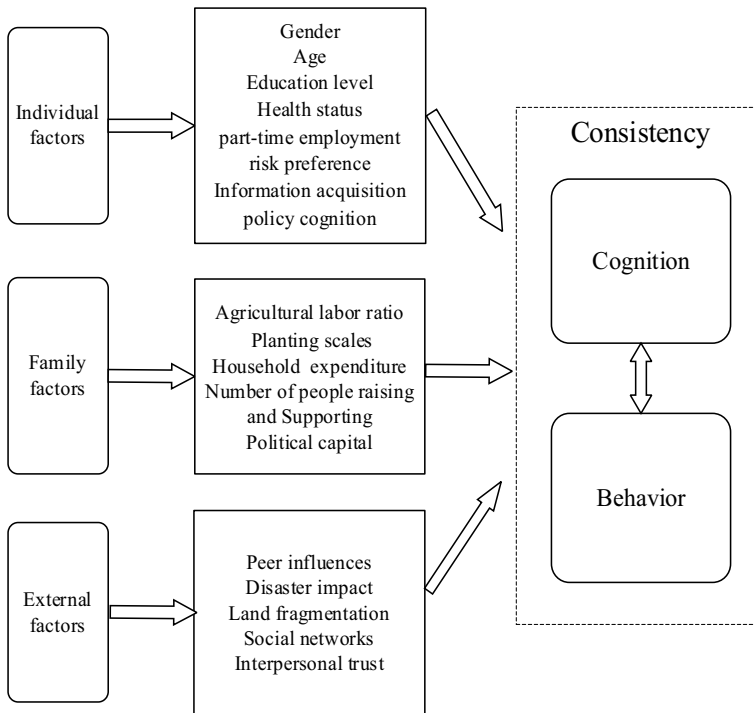 Individual
factors
Gender
Age
Education level
Health status
part-time employment
risk preference
Information acquisition
policy cognition
Family
factors
Agricultural labor ratio
Planting scales
Household expenditure
Number of people raising
and Supporting
Political capital
External
factors
Peer influences
Disaster impact
Land fragmentation
Social networks
Interpersonal trust
Consistency
Cognition
Behavior